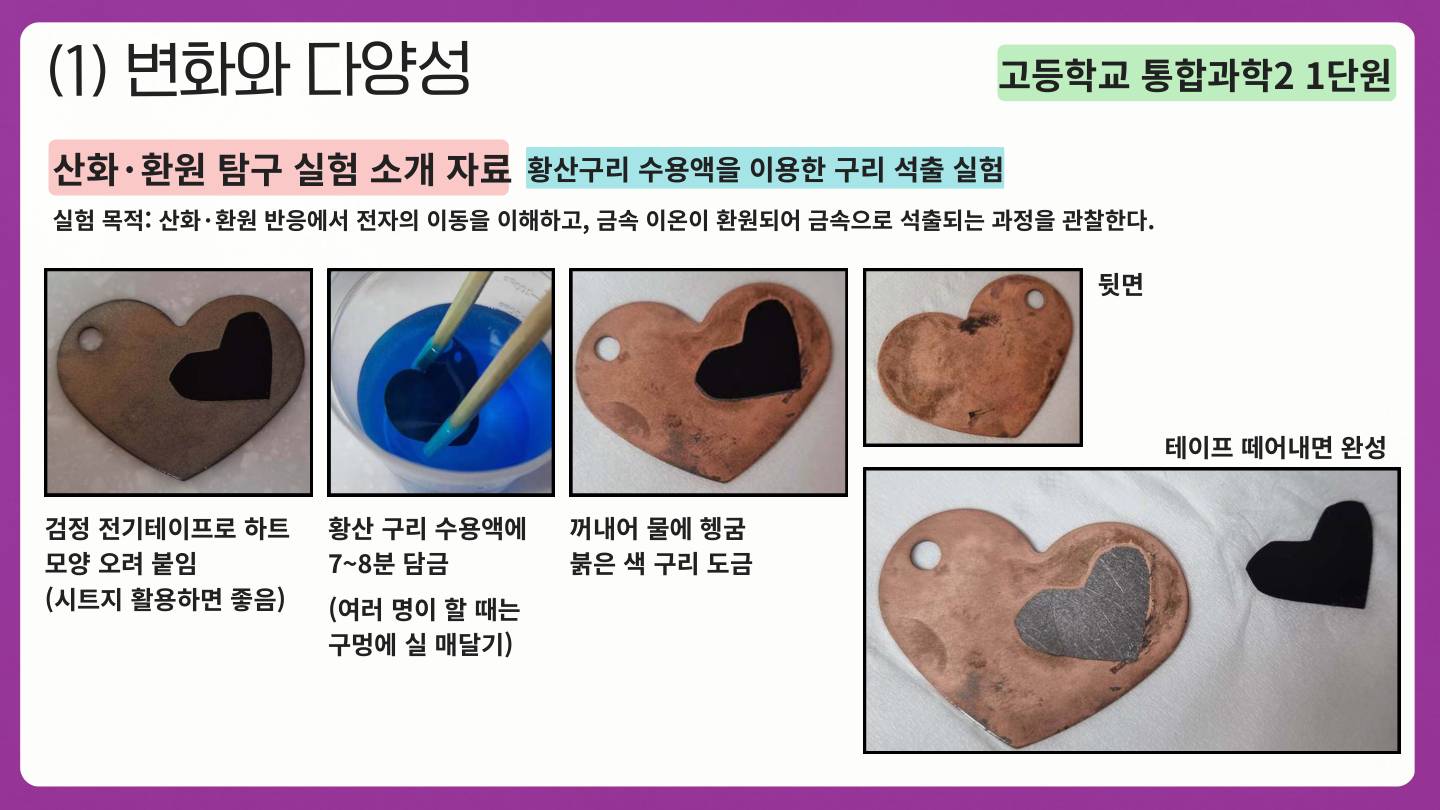 (1) 변화와 다양성
고등학교 통합과학2 1단원
산화·환원 탐구 실험 소개 자료 황산구리 수용액을 이용한 구리 석출 실험
실험 목적: 산화·환원 반응에서 전자의 이동을 이해하고, 금속 이온이 환원되어 금속으로 석출되는 과정을 관찰한다.
검정 전기테이프로 하트
모양 오려 붙임
(시트지 활용하면 좋음)
황산 구리 수용액에
7~8분 담금
(여러 명이 할 때는
구멍에 실 매달기)
꺼내어 물에 헹굼
붉은 색 구리 도금
뒷면
테이프 떼어내면 완성